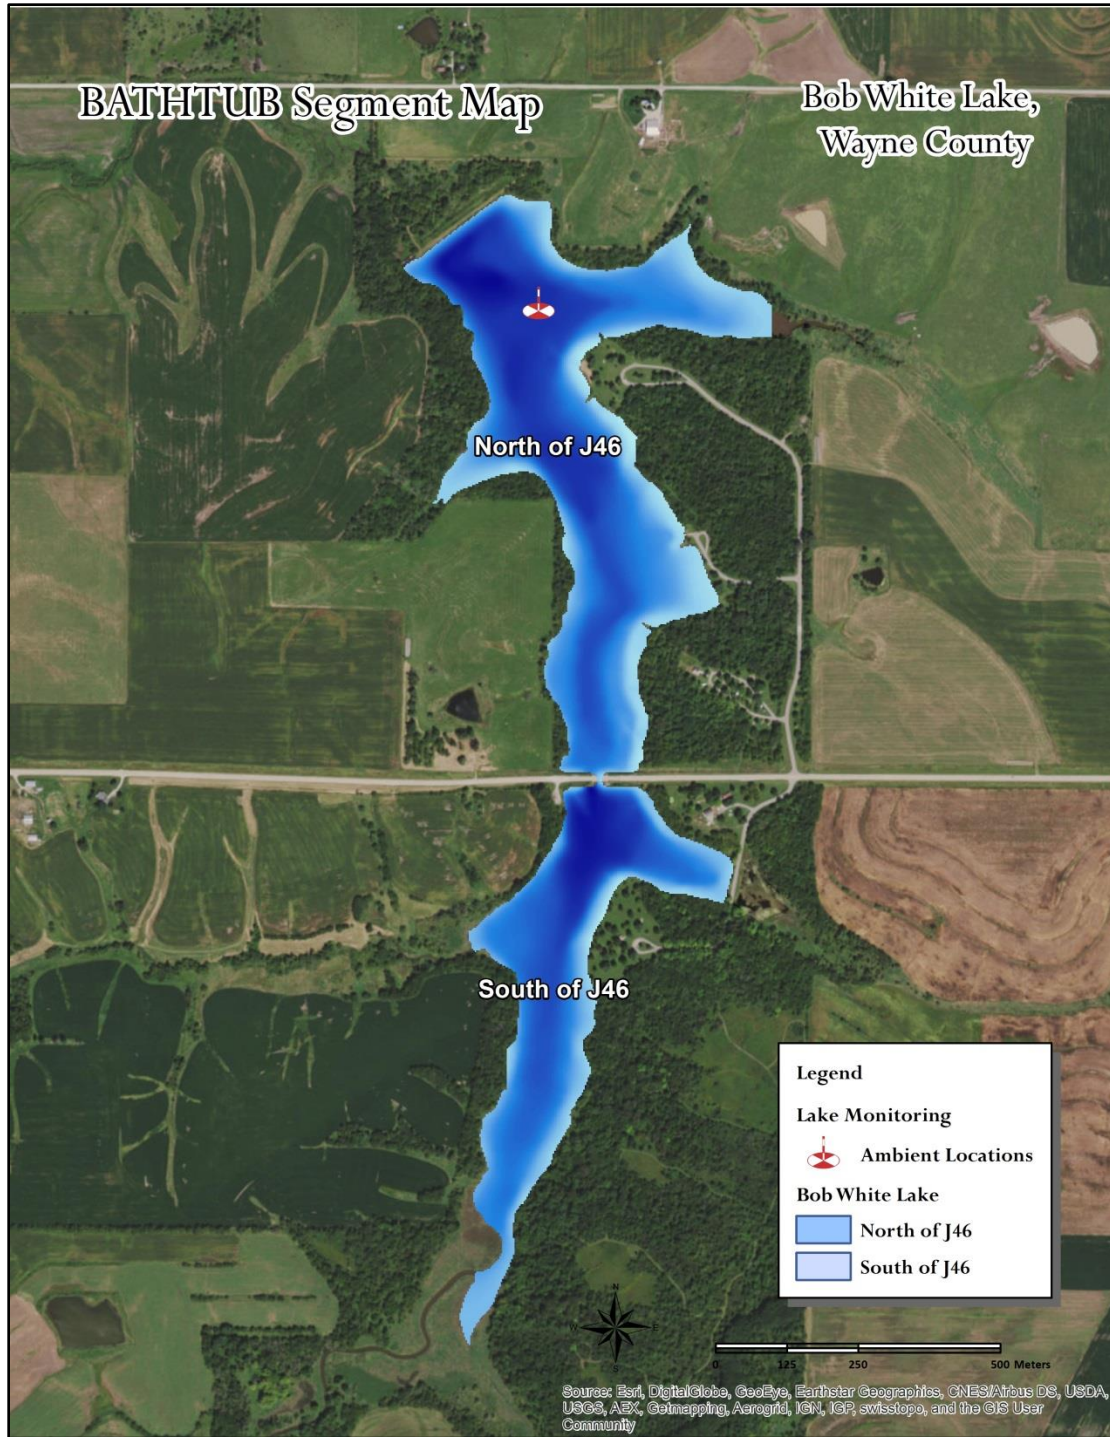 BATHTUB Segment Map
Bob White Lake,
Wayne County
North of J46
South of J46
Legend
Lake Monitoring
Ambient Locations
Bob White Lake
North of J46
South of J46
N
W
E
S
0 125 250 500 Meters
Source: Esri, DigitalGlobe, GeoEye, Earthstar Geographics, CNES/Airbus DS, USDA,
USGS, AEX, Getmapping, Aerogrid, IGN, IGP, swisstopo, and the GIS User
Community